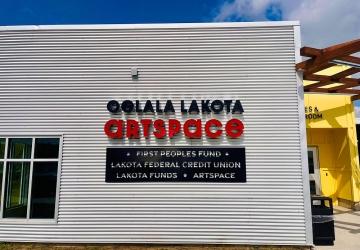 OGLALA LAKOTA
ARTSPACE
• FIRST PEOPLES FUND •
LAKOTA FEDERAL CREDIT UNION
LAKOTA FUNDS • ARTSPACE